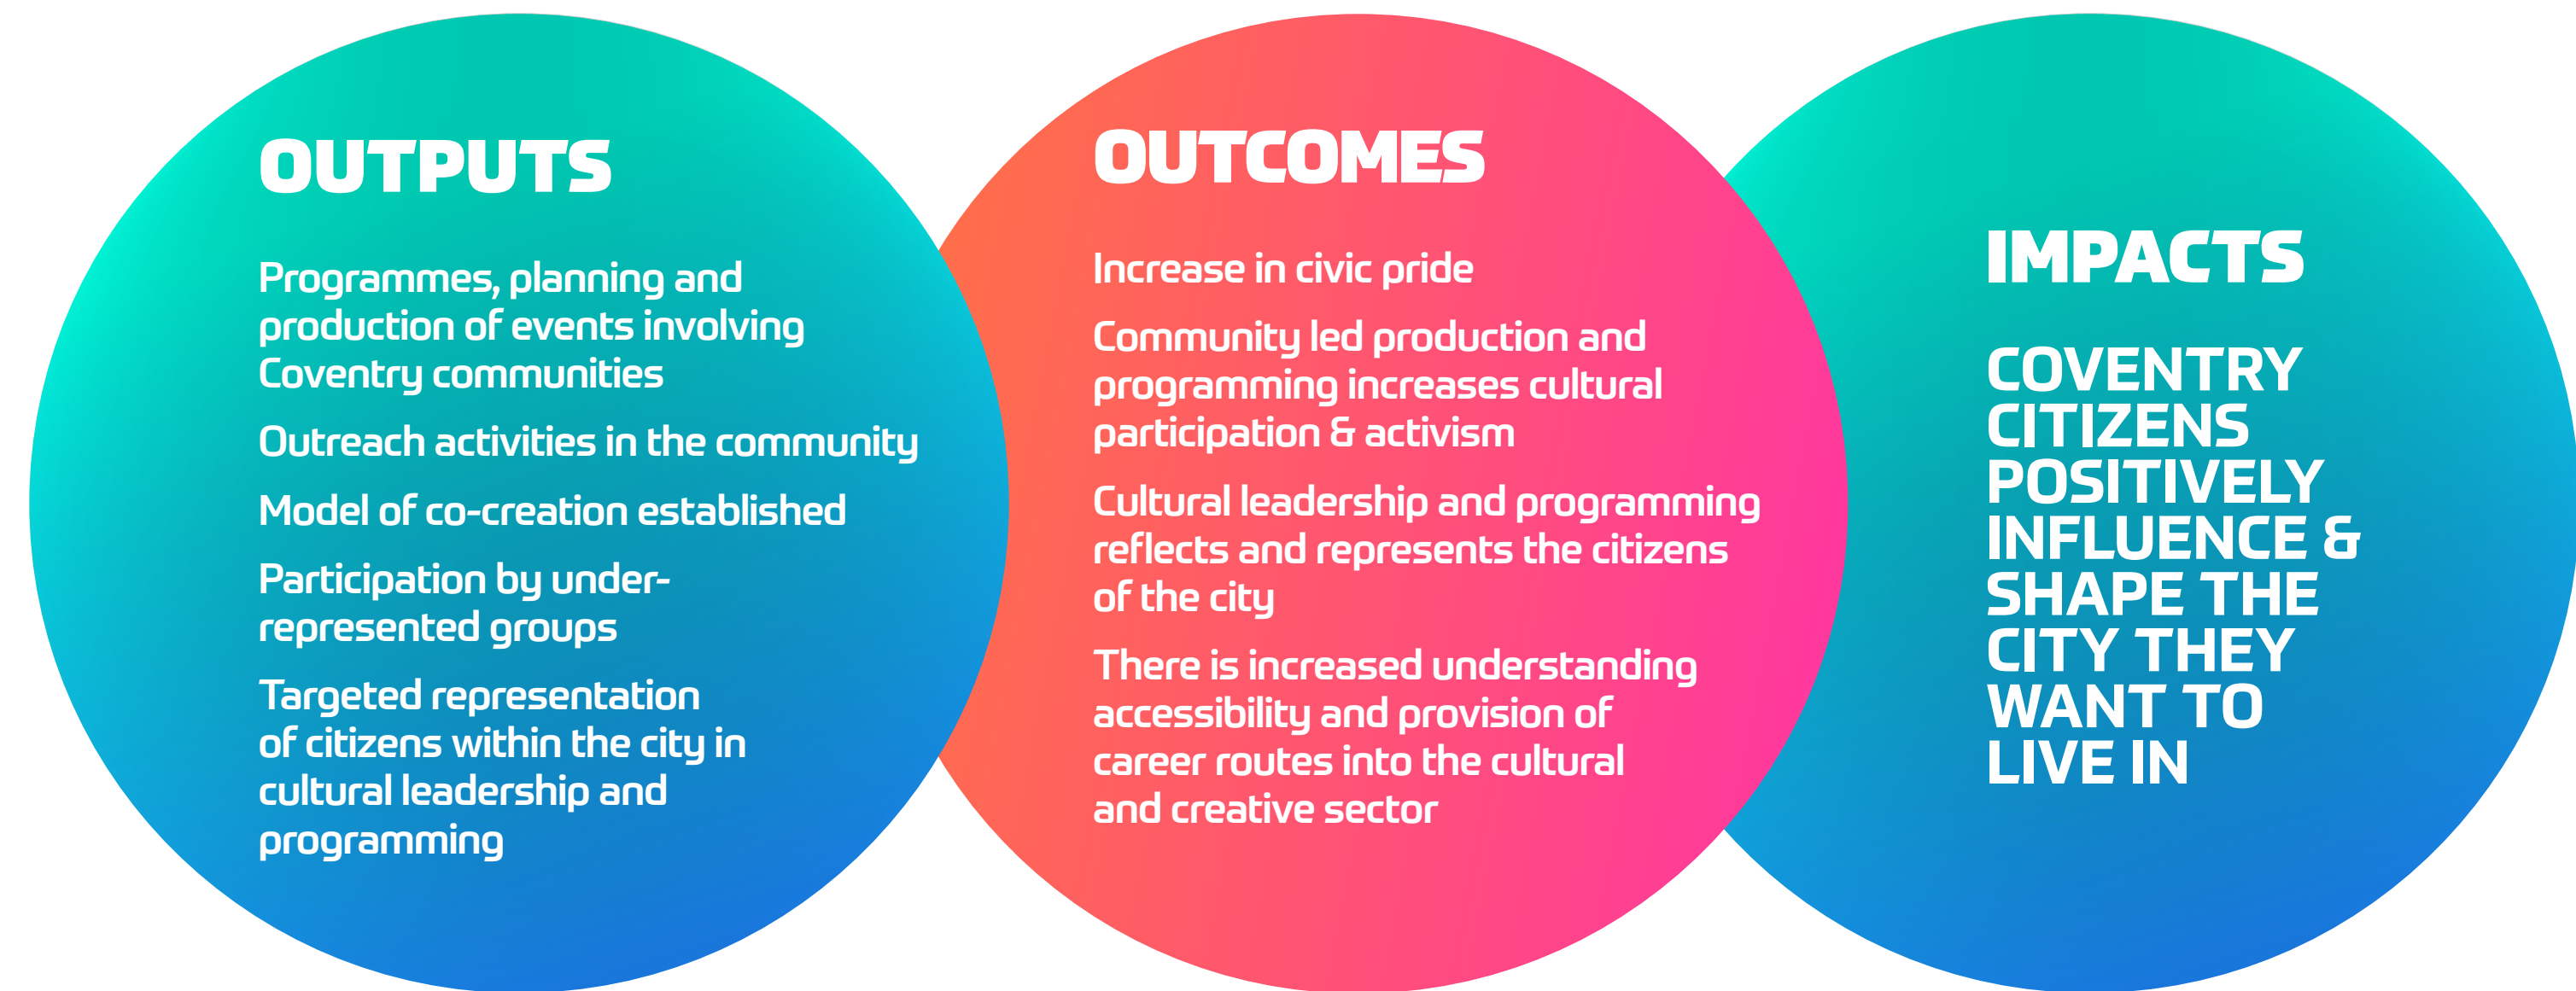 OUTPUTS
Programmes, planning and
production of events involving
Coventry communities
Outreach activities in the community
Model of co-creation established
Participation by under-
represented groups
Targeted representation
of citizens within the city in
cultural leadership and
programming
OUTCOMES
Increase in civic pride
Community led production and
programming increases cultural
participation & activism
Cultural leadership and programming
reflects and represents the citizens
of the city
There is increased understanding
accessibility and provision of
career routes into the cultural
and creative sector
IMPACTS
COVENTRY
CITIZENS
POSITIVELY
INFLUENCE &
SHAPE THE
CITY THEY
WANT TO
LIVE IN